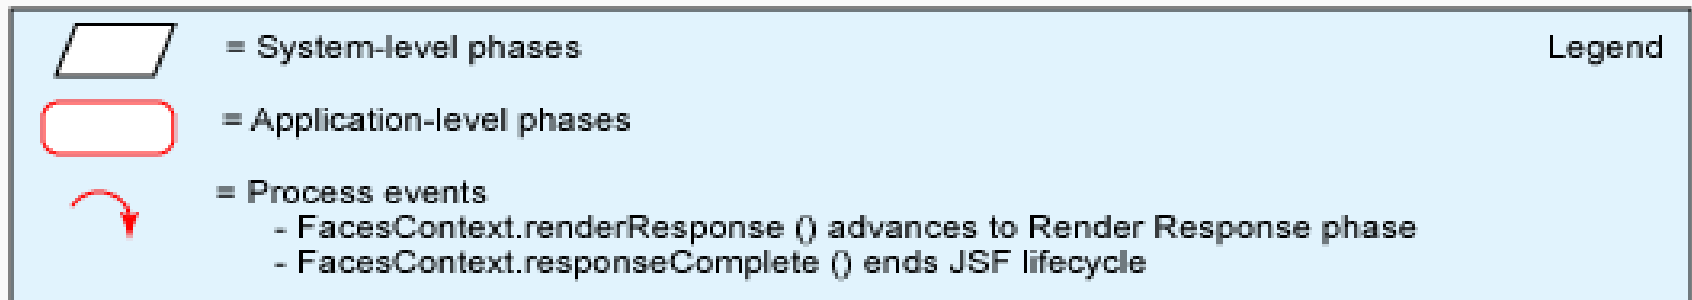 = System-level phases
Legend
= Application-level phases
= Process events
- FacesContext.renderResponse () advances to Render Response phase
- FacesContext.responseComplete () ends JSF lifecycle